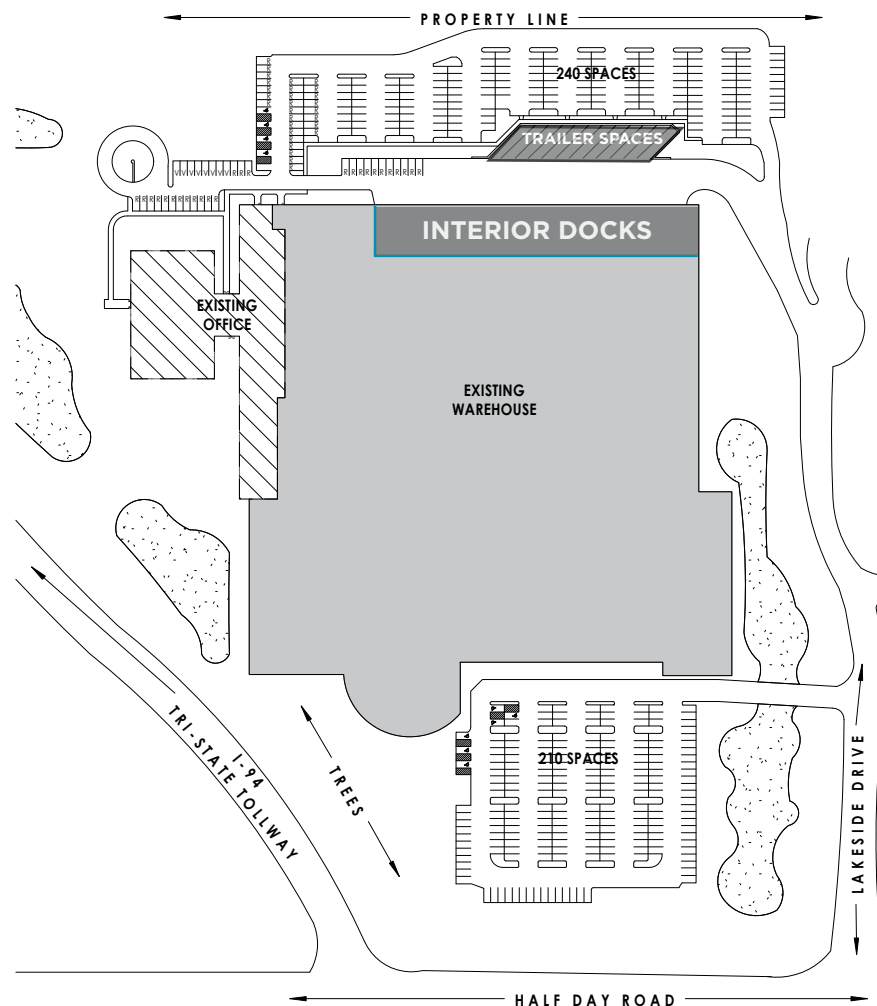 PROPERTY LINE
240 SPACES
TRAILER SPACES
INTERIOR DOCKS
EXISTING
OFFICE
EXISTING
WAREHOUSE
I-94
TRI-STATE TOLLWAY
TREES
210 SPACES
LAKESIDE DRIVE
HALF DAY ROAD